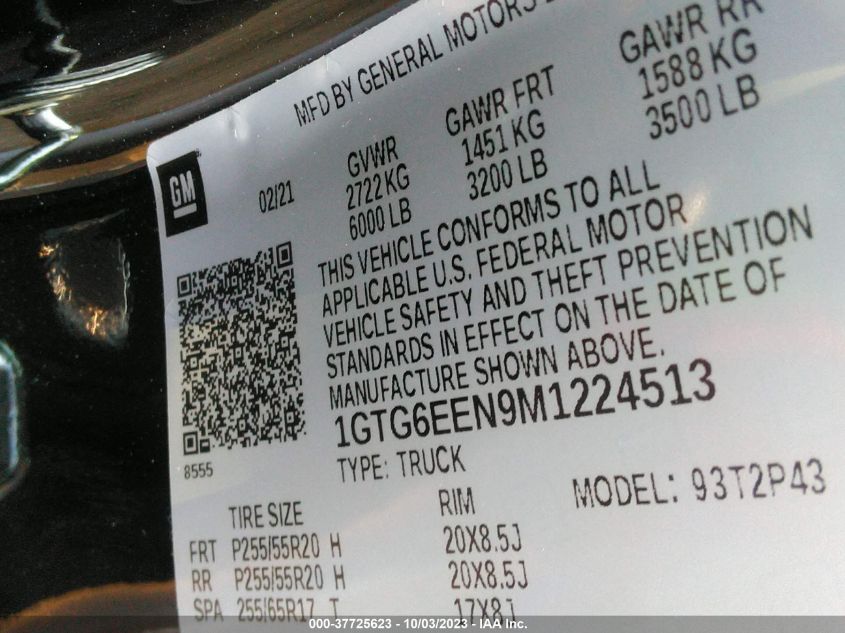 MFD BY GENERAL MOTORS
GM
02/21
GVWR
2722 KG
6000 LB
GAWR FRT
1451 KG
3200 LB
GAWR RR
1588 KG
3500 LB
THIS VEHICLE CONFORMS TO ALL
APPLICABLE U.S. FEDERAL MOTOR
VEHICLE SAFETY AND THEFT PREVENTION
STANDARDS IN EFFECT ON THE DATE OF
MANUFACTURE SHOWN ABOVE.
1GTG6EEN9M1224513
8555
TYPE: TRUCK
MODEL: 93T2P43
TIRE SIZE RIM
FRT P255/55R20 H 20X8.5J
RR P255/55R20 H 20X8.5J
SPA 255/65R17 T 17X8J
000-37725623 - 10/03/2023 - IAA Inc.